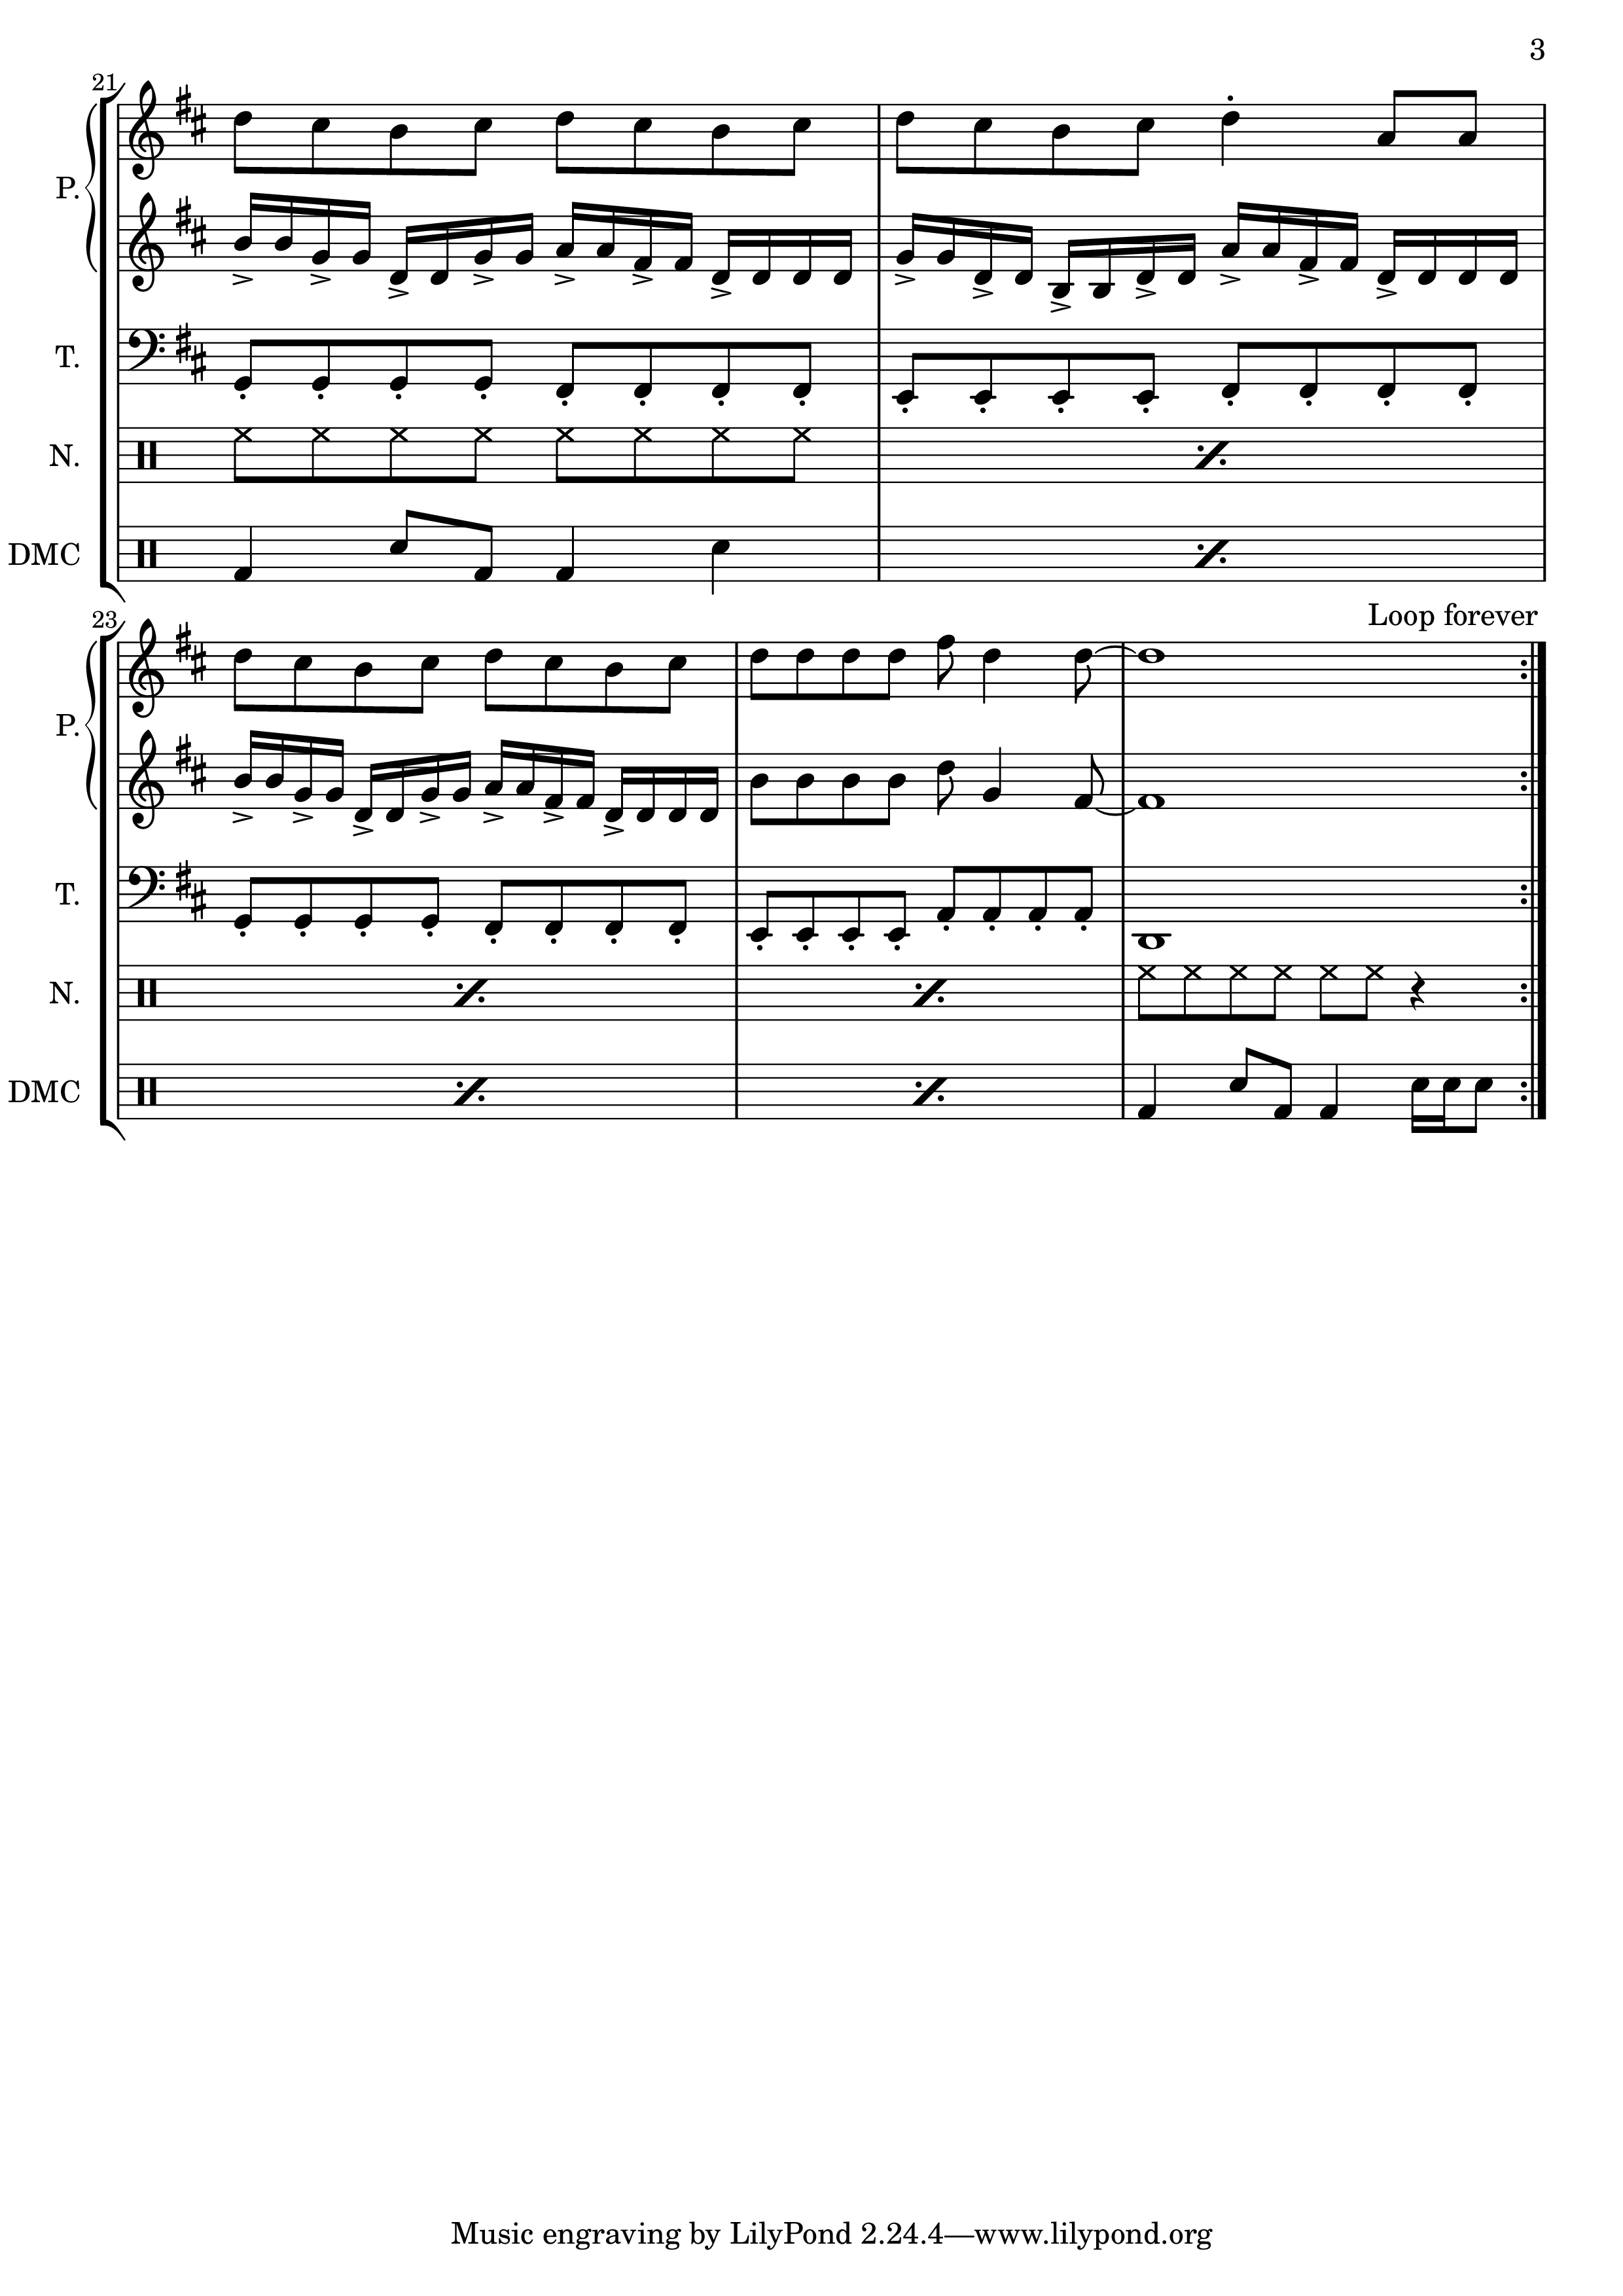 3
21
P.
T.
N.
DMC
Loop forever
23
P.
T.
N.
DMC
Music engraving by LilyPond 2.24.4—www.lilypond.org